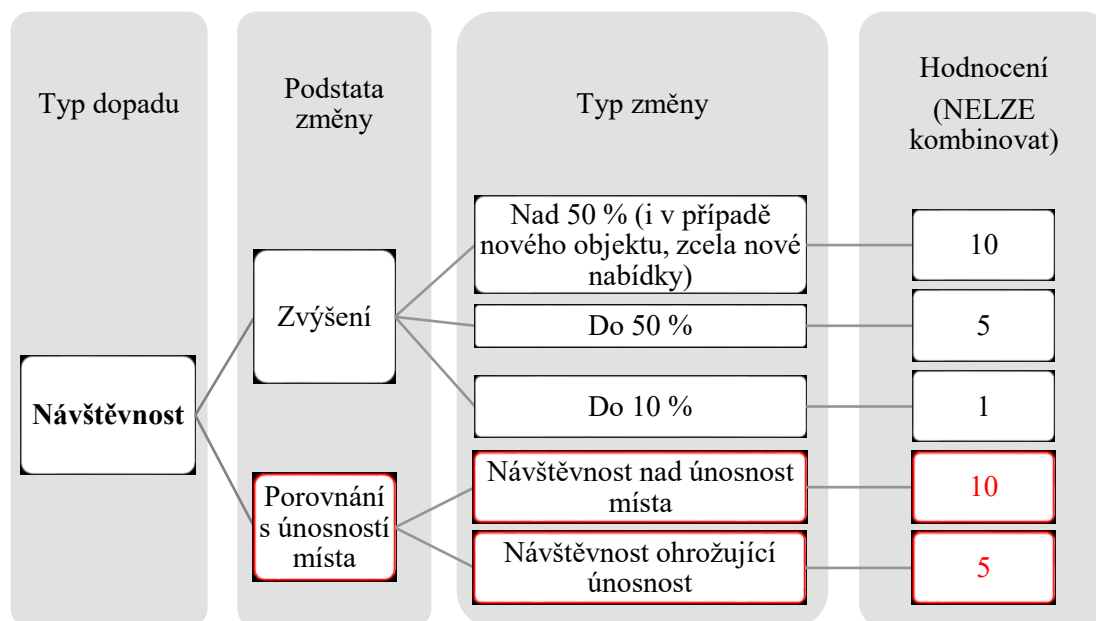 Typ dopadu
Podstata
změny
Typ změny
Hodnocení
(NELZE
kombinovat)
Návštěvnost
Zvýšení
Nad 50 % (i v případě
nového objektu, zcela nové
nabídky)
10
Do 50 %
5
Do 10 %
1
Porovnání
s únosností
místa
Návštěvnost nad únosnost
místa
10
Návštěvnost ohrožující
únosnost
5